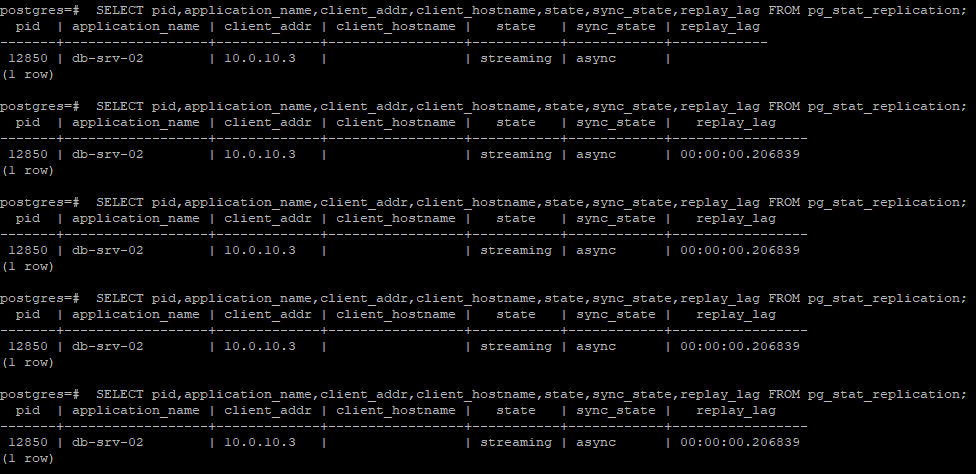 postgres=#  SELECT pid,application_name,client_addr,client_hostname,state,sync_state,replay_lag FROM pg_stat_replication;
  pid  | application_name | client_addr | client_hostname |   state   | sync_state | replay_lag
-------+------------------+-------------+-----------------+-----------+------------+------------
 12850 | db-srv-02        | 10.0.10.3   |                 | streaming | async      |
(1 row)

postgres=#  SELECT pid,application_name,client_addr,client_hostname,state,sync_state,replay_lag FROM pg_stat_replication;
  pid  | application_name | client_addr | client_hostname |   state   | sync_state |   replay_lag
-------+------------------+-------------+-----------------+-----------+------------+-----------------
 12850 | db-srv-02        | 10.0.10.3   |                 | streaming | async      | 00:00:00.206839
(1 row)

postgres=#  SELECT pid,application_name,client_addr,client_hostname,state,sync_state,replay_lag FROM pg_stat_replication;
  pid  | application_name | client_addr | client_hostname |   state   | sync_state |   replay_lag
-------+------------------+-------------+-----------------+-----------+------------+-----------------
 12850 | db-srv-02        | 10.0.10.3   |                 | streaming | async      | 00:00:00.206839
(1 row)

postgres=#  SELECT pid,application_name,client_addr,client_hostname,state,sync_state,replay_lag FROM pg_stat_replication;
  pid  | application_name | client_addr | client_hostname |   state   | sync_state |   replay_lag
-------+------------------+-------------+-----------------+-----------+------------+-----------------
 12850 | db-srv-02        | 10.0.10.3   |                 | streaming | async      | 00:00:00.206839
(1 row)

postgres=#  SELECT pid,application_name,client_addr,client_hostname,state,sync_state,replay_lag FROM pg_stat_replication;
  pid  | application_name | client_addr | client_hostname |   state   | sync_state |   replay_lag
-------+------------------+-------------+-----------------+-----------+------------+-----------------
 12850 | db-srv-02        | 10.0.10.3   |                 | streaming | async      | 00:00:00.206839
(1 row)